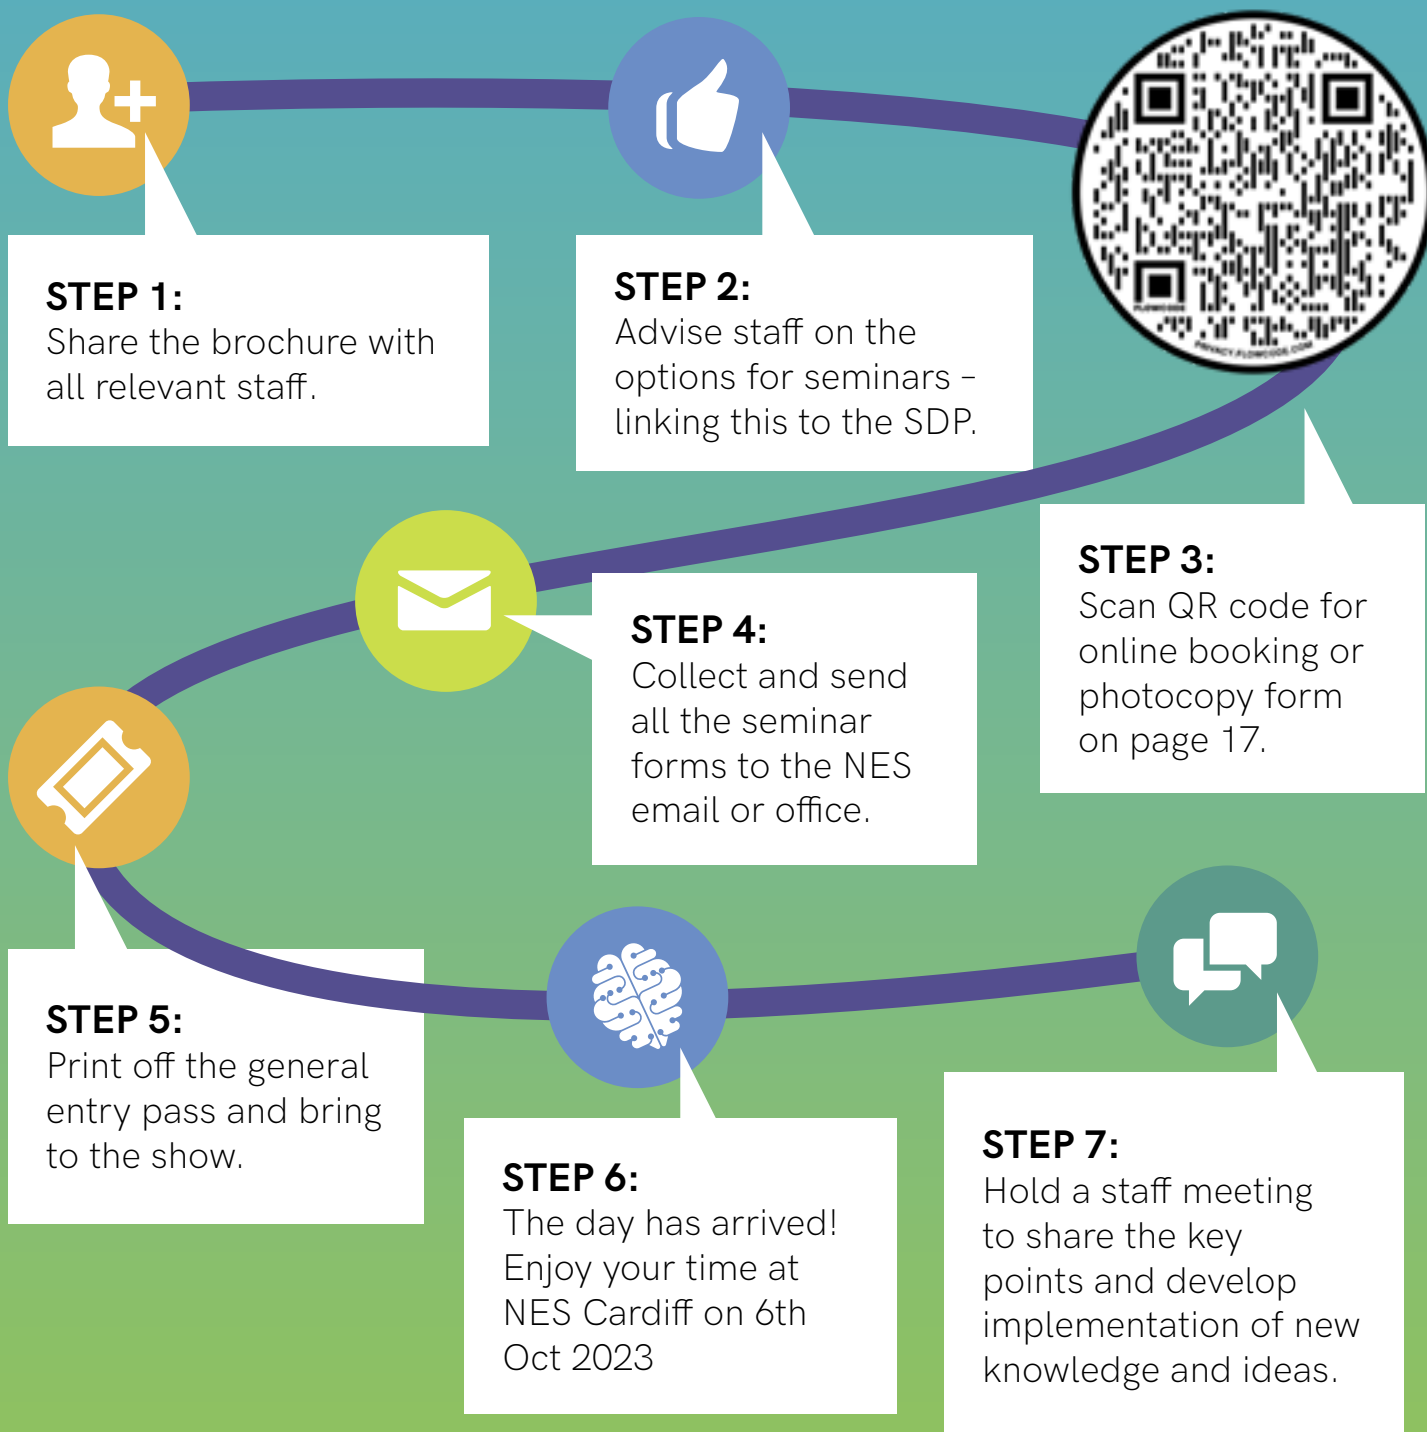 STEP 1:
Share the brochure with
all relevant staff.
STEP 2:
Advise staff on the
options for seminars –
linking this to the SDP.
FLOWCODE
PRIVACY.FLOWCODE.COM
STEP 3:
Scan QR code for
online booking or
photocopy form
on page 17.
STEP 4:
Collect and send
all the seminar
forms to the NES
email or office.
STEP 5:
Print off the general
entry pass and bring
to the show.
STEP 6:
The day has arrived!
Enjoy your time at
NES Cardiff on 6th
Oct 2023
STEP 7:
Hold a staff meeting
to share the key
points and develop
implementation of new
knowledge and ideas.